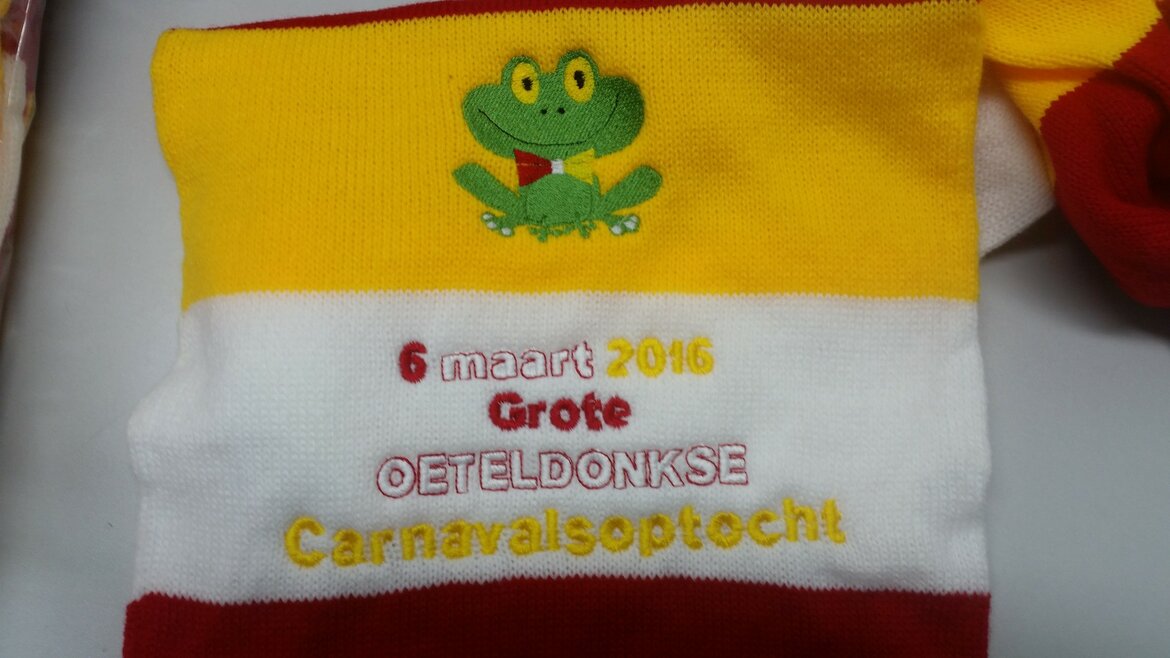 6 maart 2016
Grote
OETELDONKSE
Carnavalsoptocht